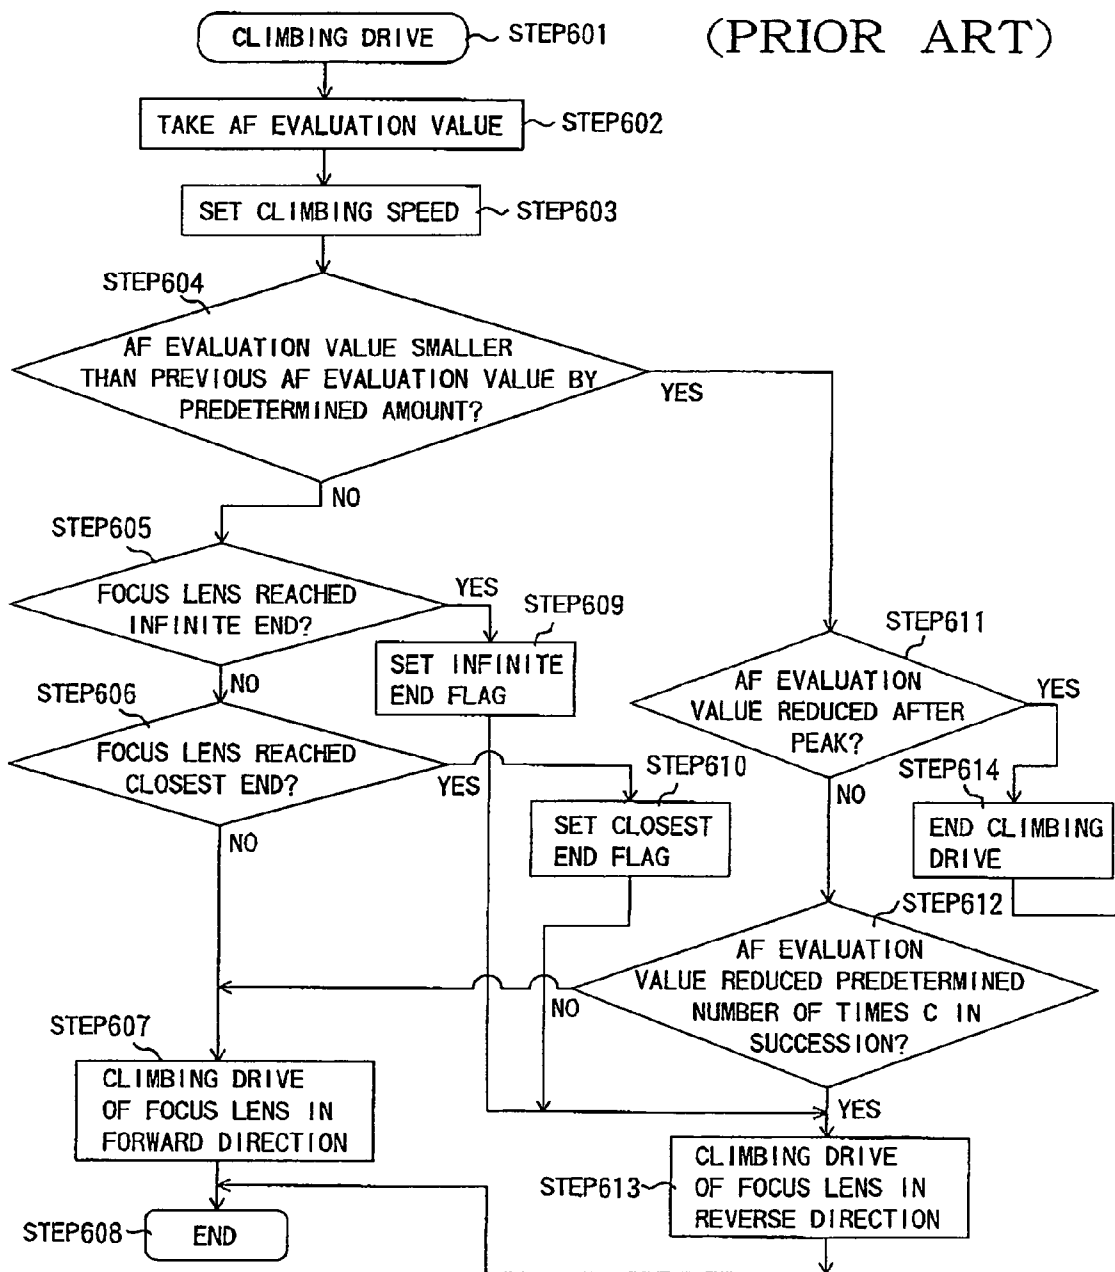 (PRIOR ART)
CLIMBING DRIVE
STEP601
TAKE AF EVALUATION VALUE
STEP602
SET CLIMBING SPEED
STEP603
STEP604
AF EVALUATION VALUE SMALLER
THAN PREVIOUS AF EVALUATION VALUE BY
PREDETERMINED AMOUNT?
YES
NO
STEP605
FOCUS LENS REACHED
INFINITE END?
YES
NO
STEP609
SET INFINITE
END FLAG
STEP606
FOCUS LENS REACHED
CLOSEST END?
YES
NO
STEP610
SET CLOSEST
END FLAG
STEP611
AF EVALUATION
VALUE REDUCED AFTER
PEAK?
YES
NO
STEP614
END CLIMBING
DRIVE
STEP612
AF EVALUATION
VALUE REDUCED PREDETERMINED
NUMBER OF TIMES C IN
SUCCESSION?
NO
YES
STEP607
CLIMBING DRIVE
OF FOCUS LENS IN
FORWARD DIRECTION
STEP613
CLIMBING DRIVE
OF FOCUS LENS IN
REVERSE DIRECTION
STEP608
END